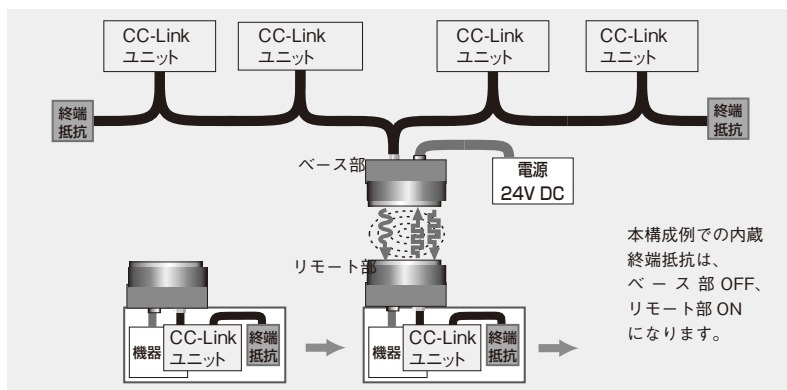 CC-Link
ユニット
CC-Link
ユニット
CC-Link
ユニット
CC-Link
ユニット
終端
抵抗
終端
抵抗
ベース部
電源
24V DC
リモート部
本構成例での内蔵
終端抵抗は、
ベ ー ス 部 OFF、
リモート部 ON
になります。
機器
CC-Link
ユニット
終端
抵抗
機器
CC-Link
ユニット
終端
抵抗